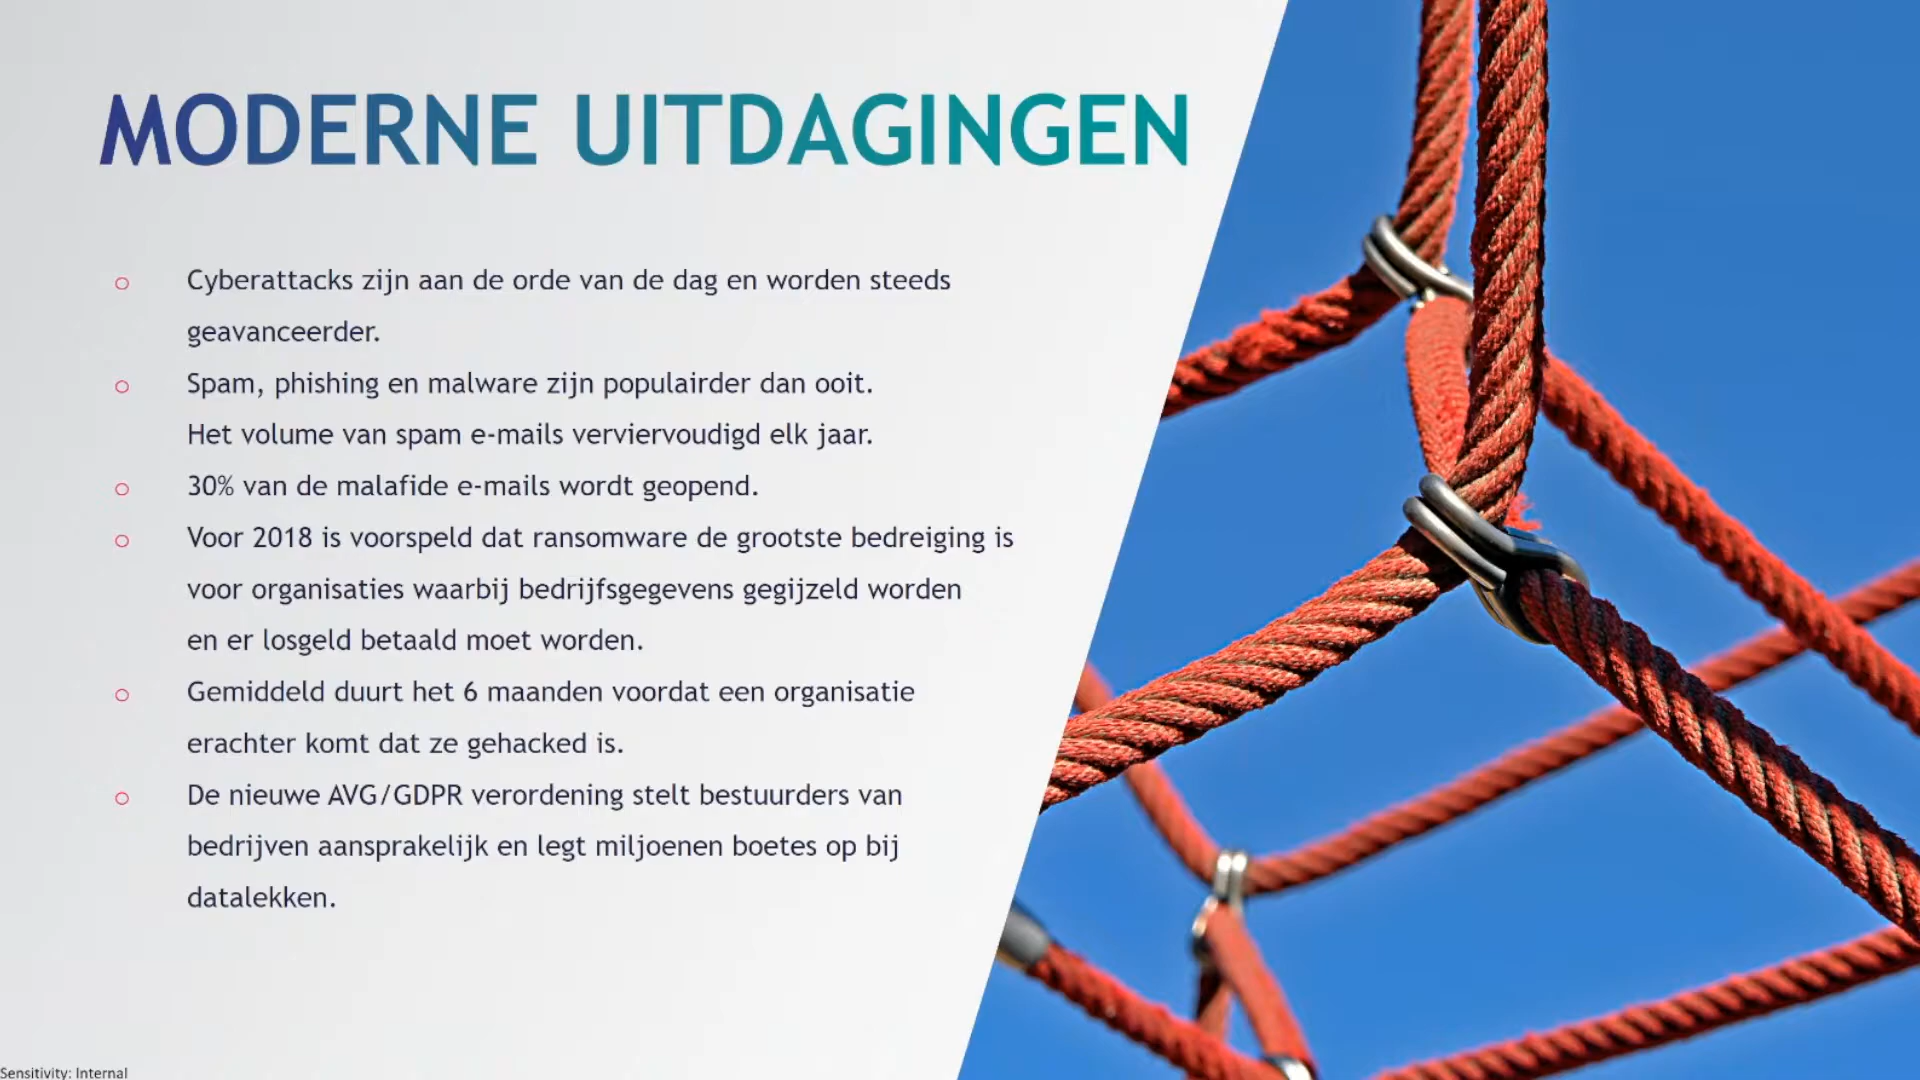 MODERNE UITDAGINGEN
Cyberattacks zijn aan de orde van de dag en worden steeds
geavanceerder.
Spam, phishing en malware zijn populairder dan ooit.
Het volume van spam e-mails verviervoudigd elk jaar.
30% van de malafide e-mails wordt geopend.
Voor 2018 is voorspeld dat ransomware de grootste bedreiging is
voor organisaties waarbij bedrijfsgegevens gegijzeld worden
en er losgeld betaald moet worden.
Gemiddeld duurt het 6 maanden voordat een organisatie
erachter komt dat ze gehacked is.
De nieuwe AVG/GDPR verordening stelt bestuurders van
bedrijven aansprakelijk en legt miljoenen boetes op bij
datalekken.
Sensitivity: Internal